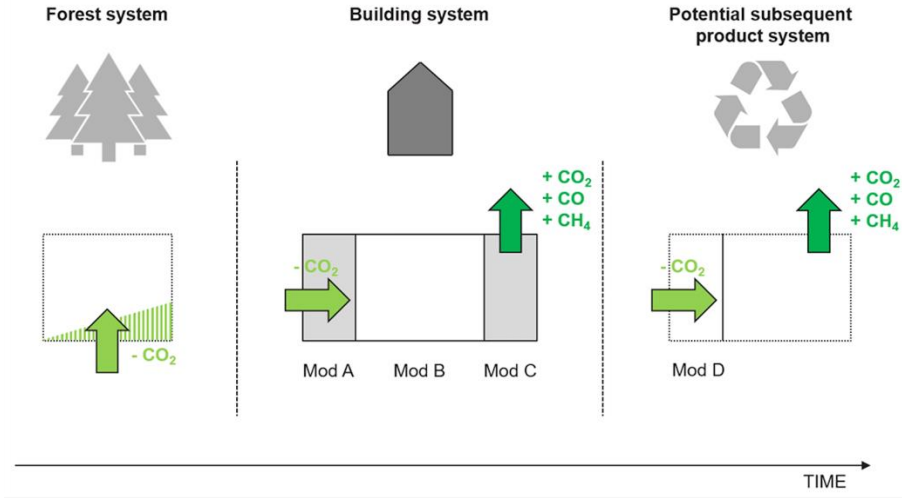 Forest system
Building system
Potential subsequent
product system
+ CO₂
+ CO
+ CH₄
+ CO₂
+ CO
+ CH₄
- CO₂
- CO₂
- CO₂
Mod A
Mod B
Mod C
Mod D
TIME